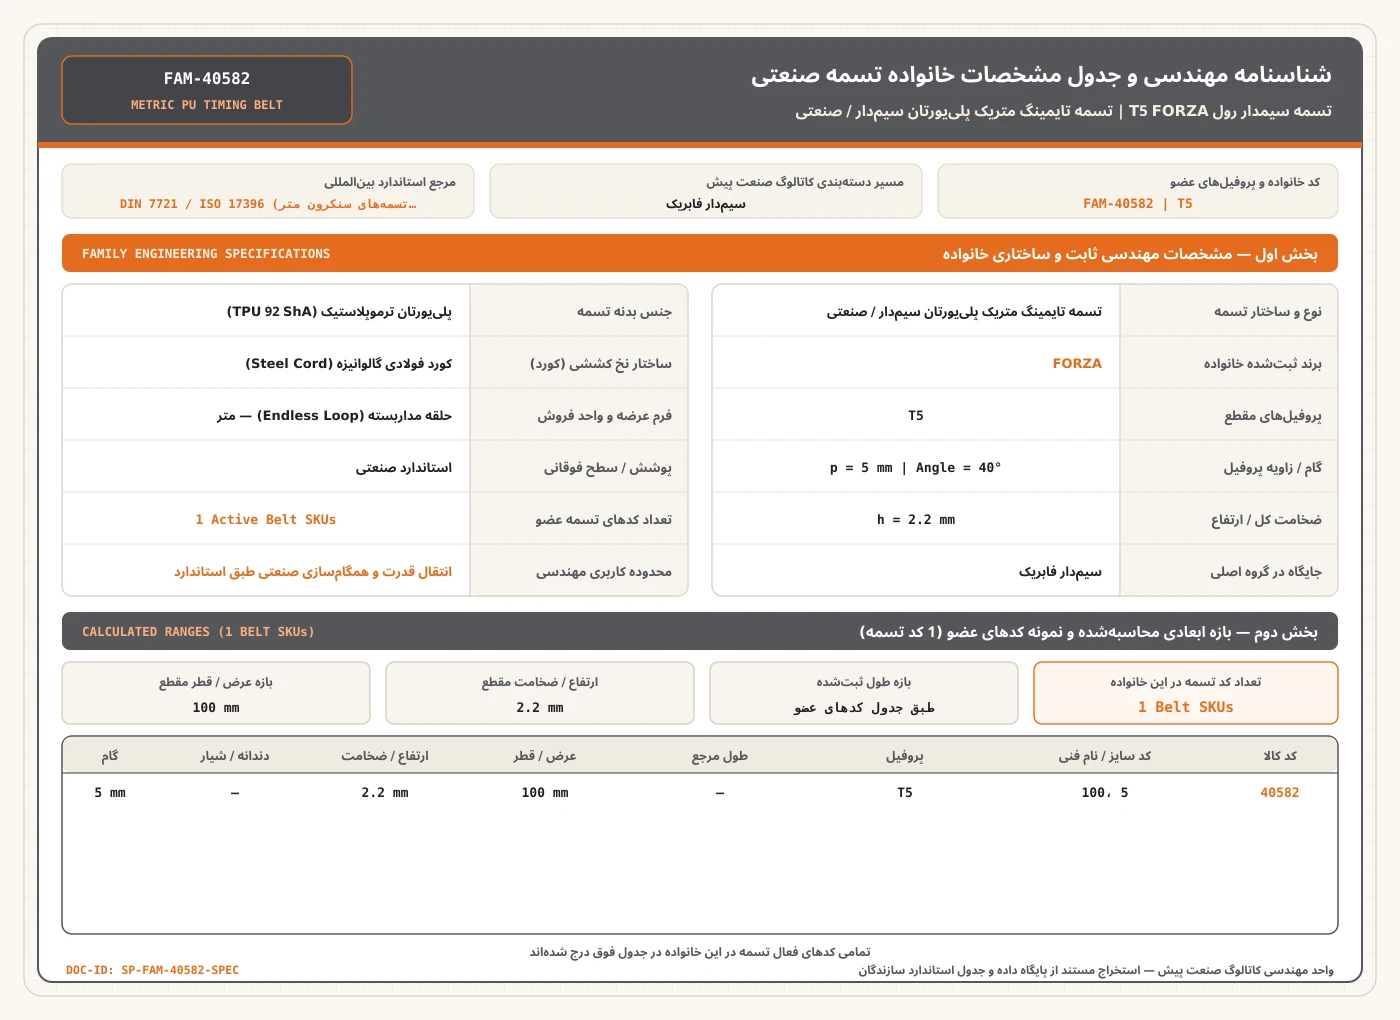 شناسنامه مهندسی و جدول مشخصات خانواده تسمه صنعتی
تسمه سیمدار رول T5 FORZA | تسمه تایمینگ متریک پلی‌یورتان سیم‌دار / صنعتی
FAM-40582
METRIC PU TIMING BELT
کد خانواده و پروفیل‌های عضو
FAM-40582 | T5
مسیر دسته‌بندی کاتالوگ صنعت پیش
سیم‌دار فابریک
مرجع استاندارد بین‌المللی
DIN 7721 / ISO 17396 (تسمه‌های سنکرون متر…
بخش اول — مشخصات مهندسی ثابت و ساختاری خانواده
FAMILY ENGINEERING SPECIFICATIONS
نوع و ساختار تسمه
تسمه تایمینگ متریک پلی‌یورتان سیم‌دار / صنعتی
برند ثبت‌شده خانواده
FORZA
پروفیل‌های مقطع
T5
گام / زاویه پروفیل
p = 5 mm | Angle = 40°
ضخامت کل / ارتفاع
h = 2.2 mm
جایگاه در گروه اصلی
سیم‌دار فابریک
جنس بدنه تسمه
پلی‌یورتان ترموپلاستیک (TPU 92 ShA)
ساختار نخ کششی (کورد)
کورد فولادی گالوانیزه (Steel Cord)
فرم عرضه و واحد فروش
حلقه مداربسته (Endless Loop) — متر
پوشش / سطح فوقانی
استاندارد صنعتی
تعداد کدهای تسمه عضو
1 Active Belt SKUs
محدوده کاربری مهندسی
انتقال قدرت و همگام‌سازی صنعتی طبق استاندارد
بخش دوم — بازه ابعادی محاسبه‌شده و نمونه کدهای عضو (1 کد تسمه)
CALCULATED RANGES (1 BELT SKUs)
تعداد کد تسمه در این خانواده
1 Belt SKUs
بازه طول ثبت‌شده
طبق جدول کدهای عضو
ارتفاع / ضخامت مقطع
2.2 mm
بازه عرض / قطر مقطع
100 mm
کد کالا کد سایز / نام فنی پروفیل طول مرجع عرض / قطر ارتفاع / ضخامت دندانه / شیار گام
40582 100، 5 T5 — 100 mm 2.2 mm — 5 mm
تمامی کدهای فعال تسمه در این خانواده در جدول فوق درج شده‌اند
واحد مهندسی کاتالوگ صنعت پیش — استخراج مستند از پایگاه داده و جدول استاندارد سازندگان
DOC-ID: SP-FAM-40582-SPEC